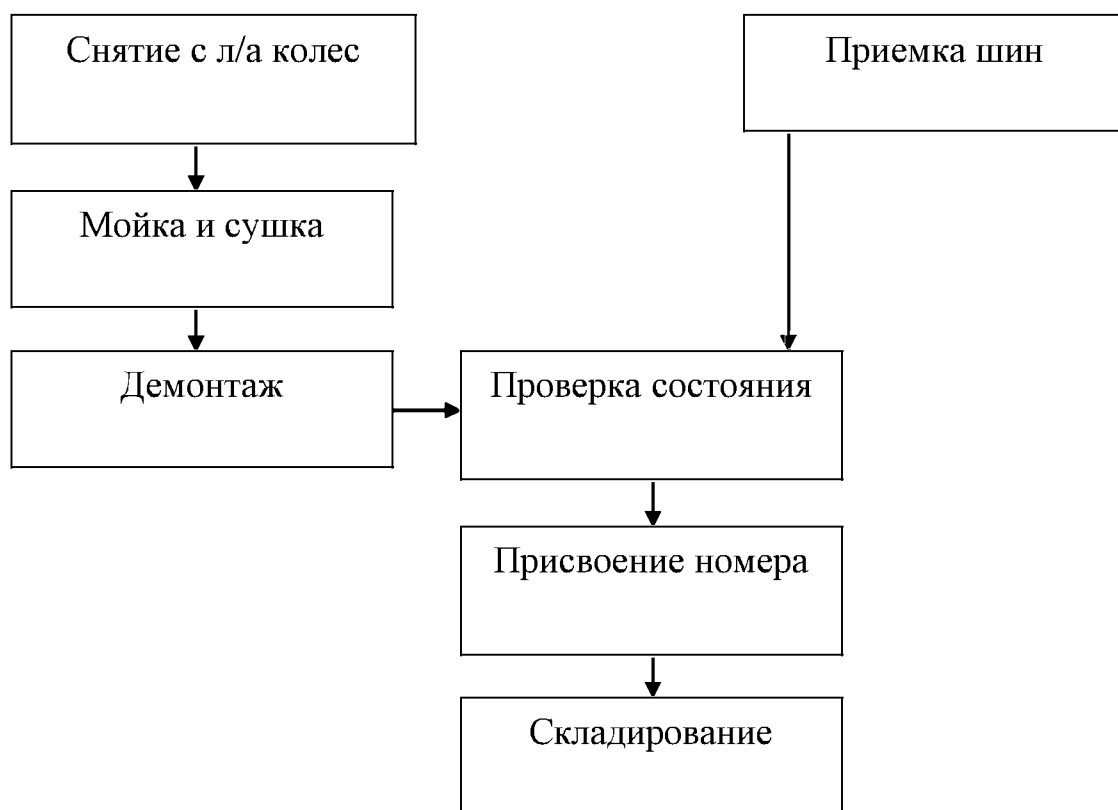 Снятие с л/а колес
Приемка шин
Мойка и сушка
Демонтаж
Проверка состояния
Присвоение номера
Складирование